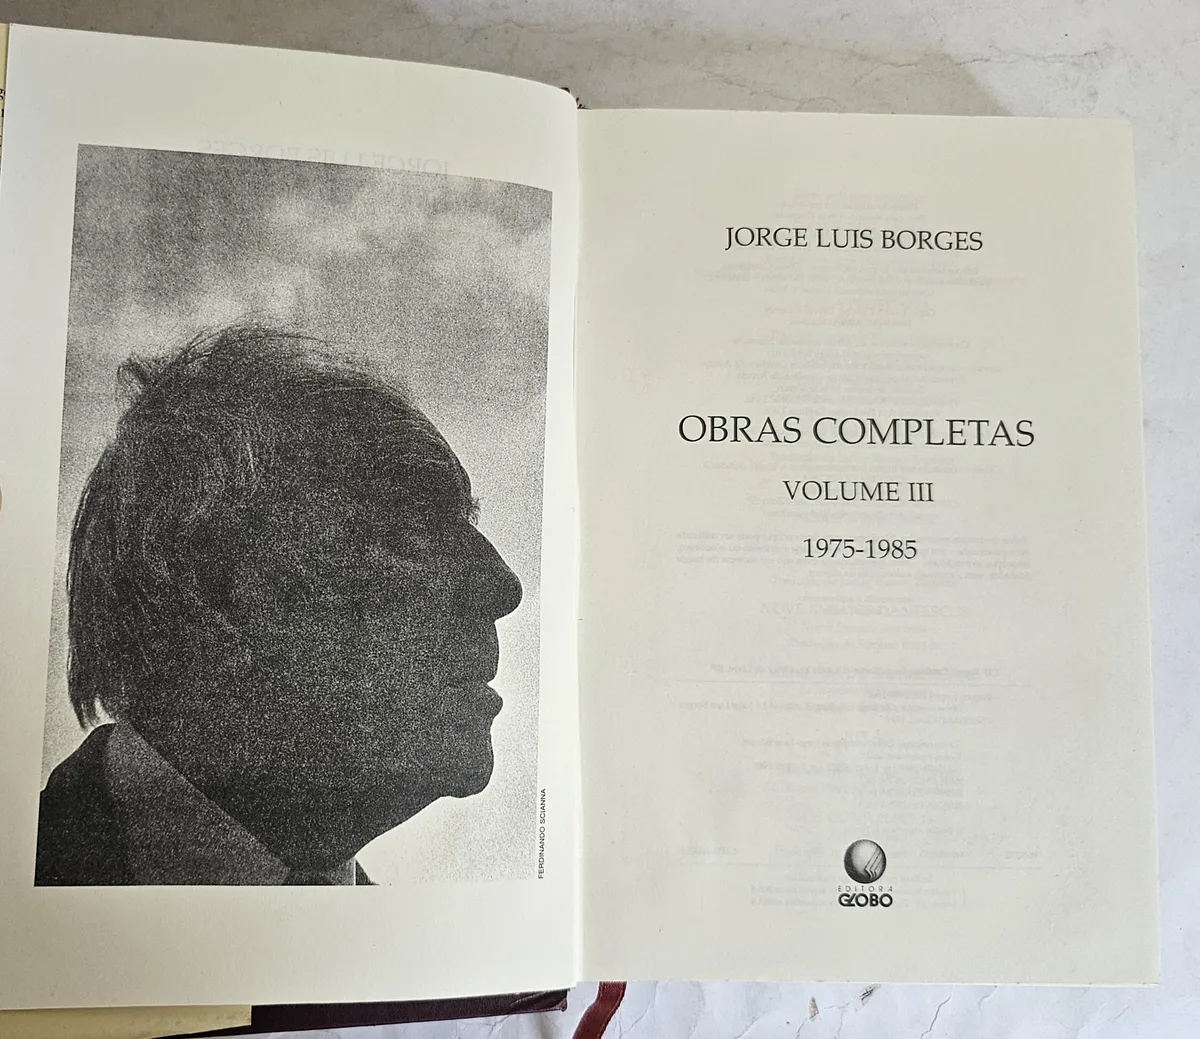 FERDINANDO SCIANNA
JORGE LUIS BORGES
OBRAS COMPLETAS
VOLUME III
1975-1985
EDITORA
GLOBO